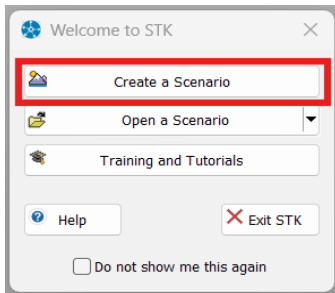 Welcome to STK
Create a Scenario
Open a Scenario
Training and Tutorials
Help
Exit STK
Do not show me this again